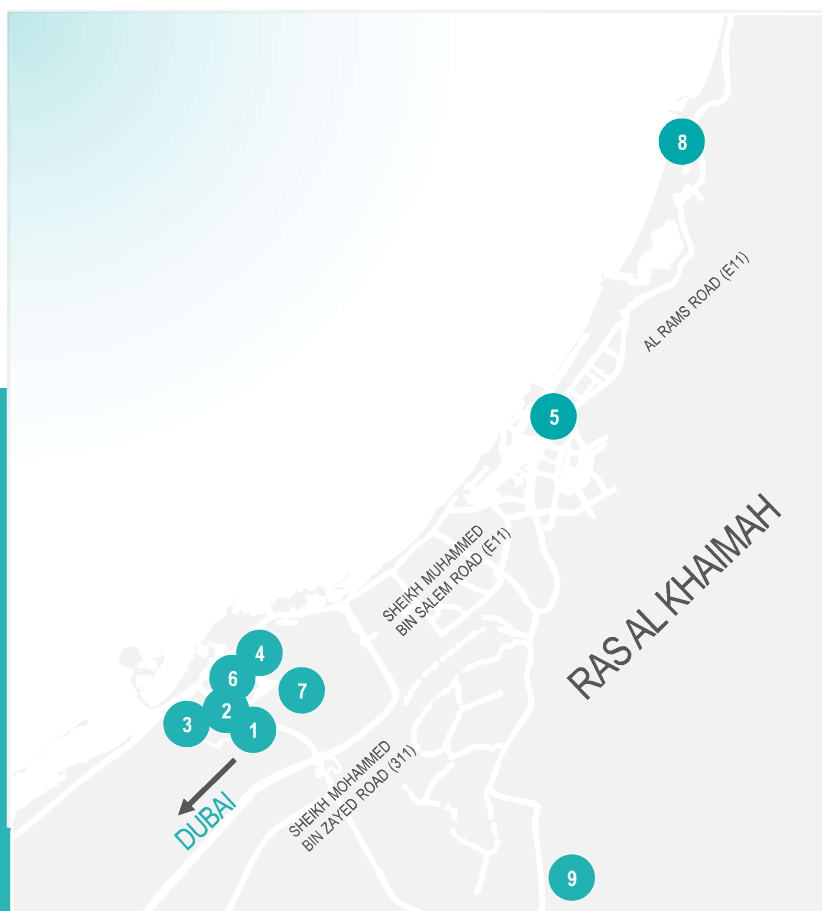 8
AL RAMS ROAD (E11)
5
RAS AL KHAIMAH
SHEIKH MUHAMMED
BIN SALEM ROAD (E11)
4
6
7
2
3
1
DUBAI
SHEIKH MOHAMMED
BIN ZAYED ROAD (311)
9